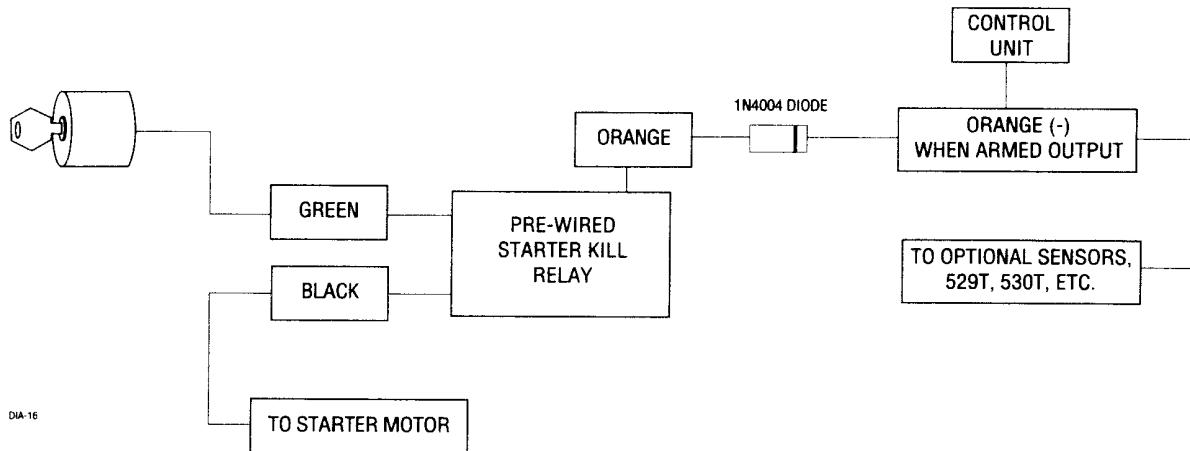 CONTROL
UNIT
1N4004 DIODE
ORANGE
ORANGE (-)
WHEN ARMED OUTPUT
GREEN
PRE-WIRED
STARTER KILL
RELAY
BLACK
TO OPTIONAL SENSORS,
529T, 530T, ETC.
TO STARTER MOTOR
DIA-16